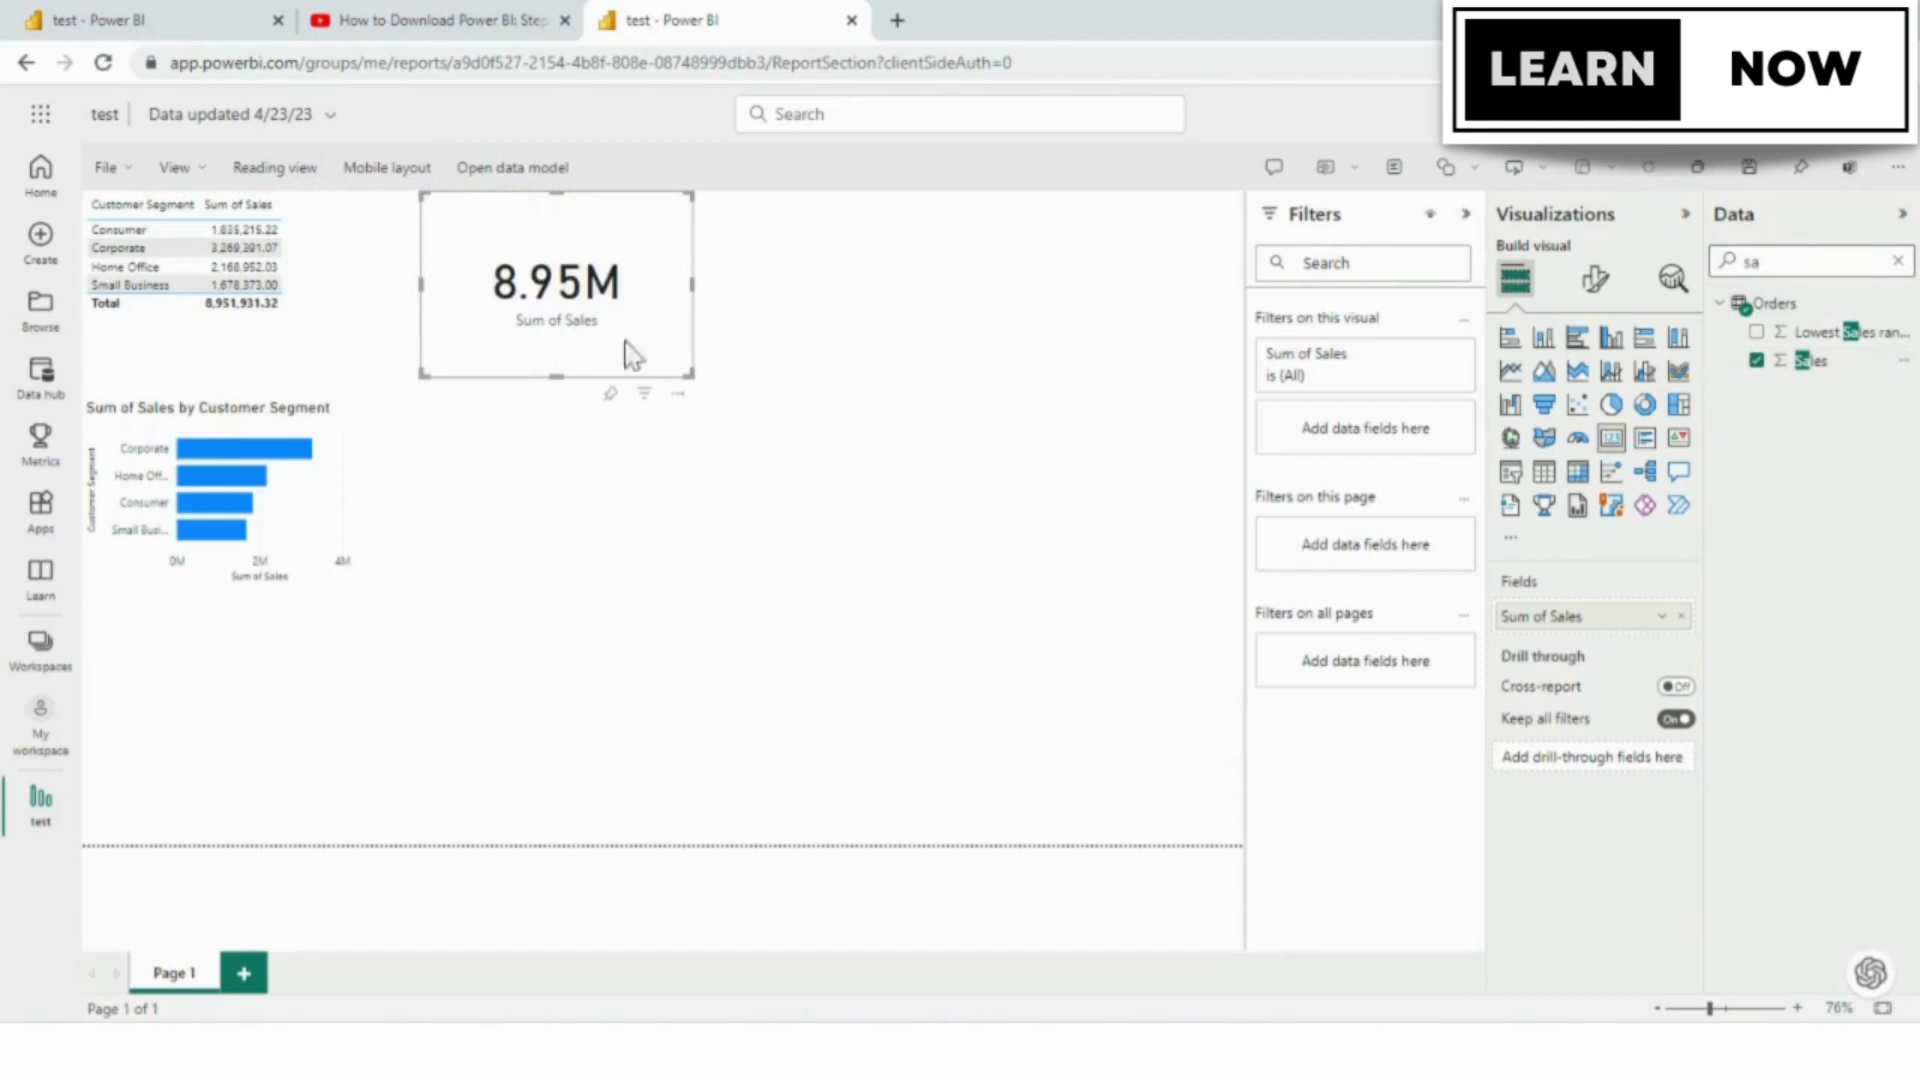 test - Power BI
How to Download Power BI: Step
test - Power BI
LEARN NOW
app.powerbi.com/groups/me/reports/a9d0f527-2154-4b8f-808e-08748999dbb3/ReportSection?clientSideAuth=0
test
Data updated 4/23/23
Search
File
View
Reading view
Mobile layout
Open data model
Home
Create
Browse
Data hub
Metrics
Apps
Learn
Workspaces
My workspace
test
Customer Segment Sum of Sales
Consumer 1,835,215.22
Corporate 3,269,391.07
Home Office 2,168,952.03
Small Business 1,678,373.00
Total 8,951,931.32
8.95M
Sum of Sales
Sum of Sales by Customer Segment
Customer Segment
Corporate
Home Off...
Consumer
Small Busi...
0M 2M 4M
Sum of Sales
Filters
Search
Filters on this visual ...
Sum of Sales
is (All)
Add data fields here
Filters on this page ...
Add data fields here
Filters on all pages ...
Add data fields here
Visualizations
Build visual
123
...
Fields
Sum of Sales
Drill through
Cross-report Off
Keep all filters On
Add drill-through fields here
Data
sa
Orders
Lowest Sales ran...
Sales
Page 1
Page 1 of 1
- + 76%